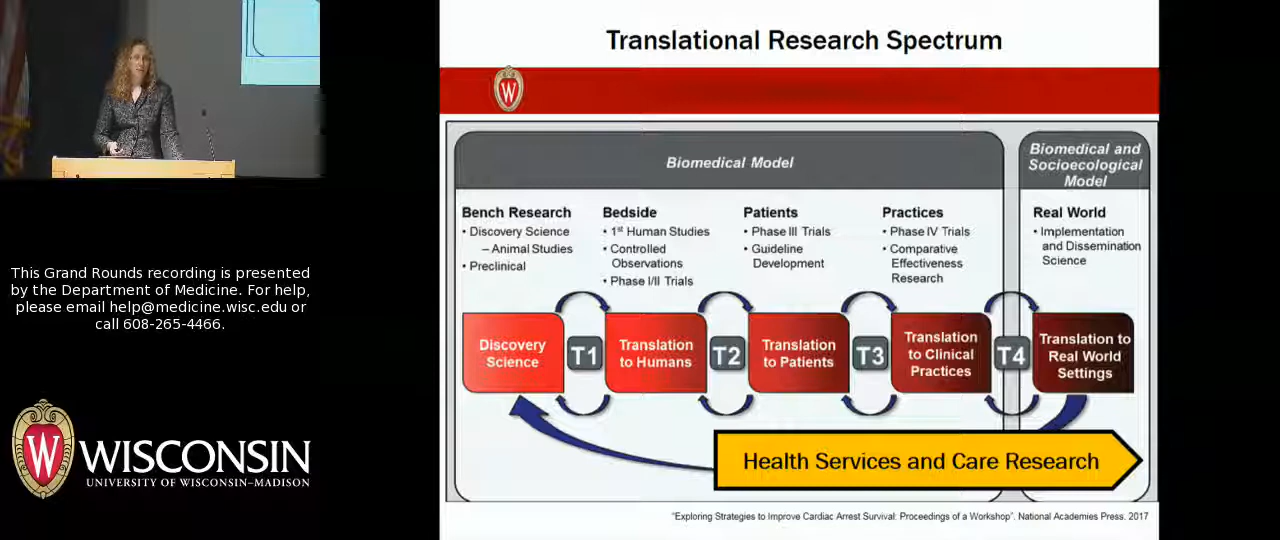 Translational Research Spectrum
W
Biomedical Model
Biomedical and
Socioecological
Model
Bench Research
• Discovery Science
– Animal Studies
• Preclinical
Bedside
• 1st Human Studies
• Controlled
Observations
• Phase I/II Trials
Patients
• Phase III Trials
• Guideline
Development
Practices
• Phase IV Trials
• Comparative
Effectiveness
Research
Real World
• Implementation
and Dissemination
Science
Discovery
Science
T1
Translation
to Humans
T2
Translation
to Patients
T3
Translation
to Clinical
Practices
T4
Translation to
Real World
Settings
Health Services and Care Research
"Exploring Strategies to Improve Cardiac Arrest Survival: Proceedings of a Workshop". National Academies Press. 2017
This Grand Rounds recording is presented
by the Department of Medicine. For help,
please email help@medicine.wisc.edu or
call 608-265-4466.
W
WISCONSIN
UNIVERSITY OF WISCONSIN–MADISON